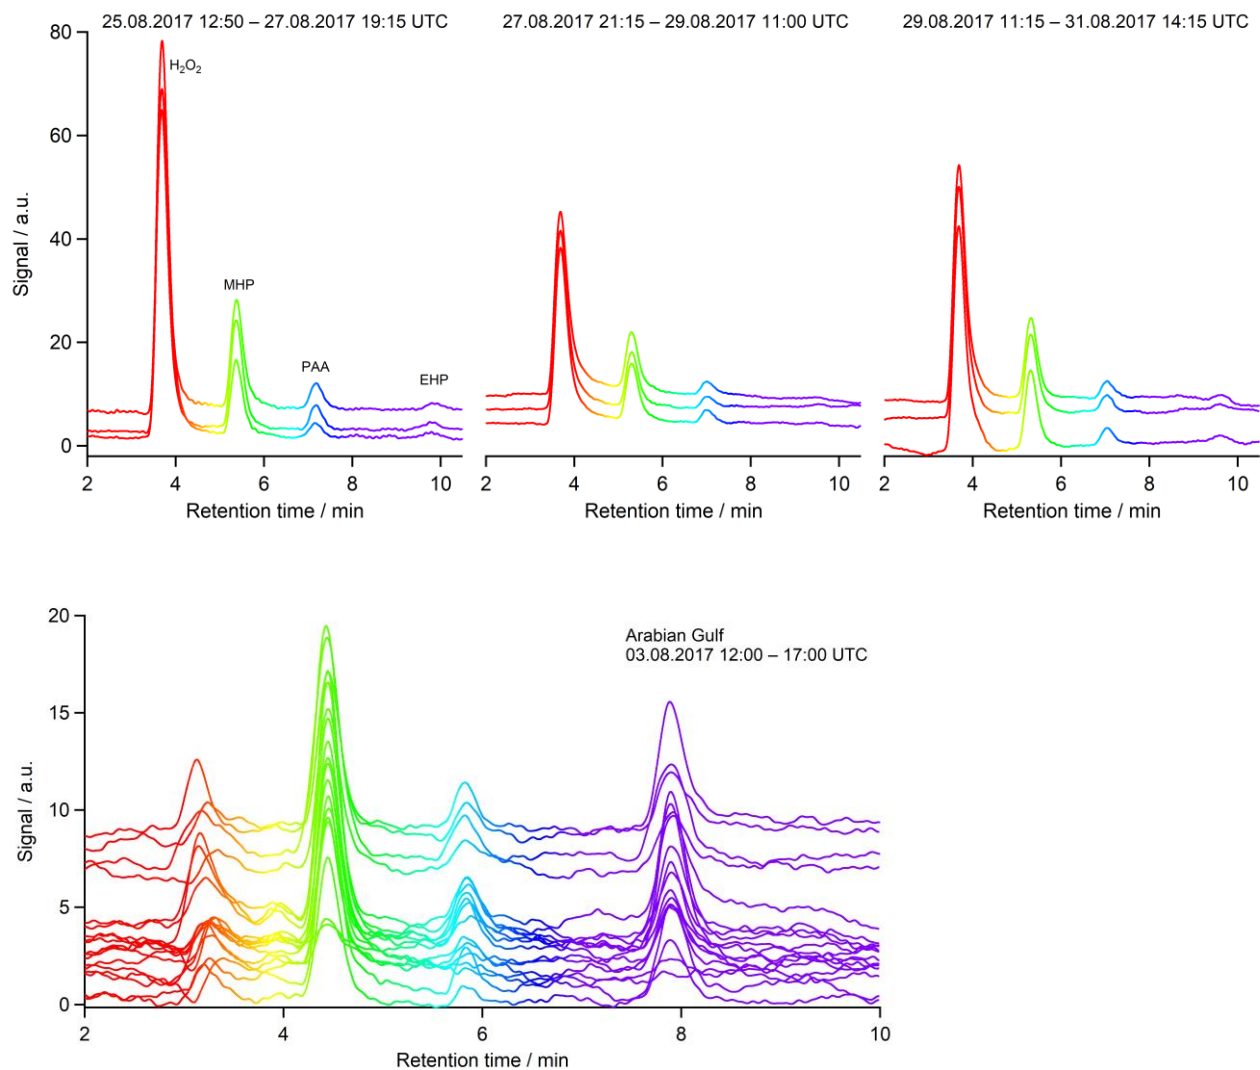 25.08.2017 12:50 – 27.08.2017 19:15 UTC
27.08.2017 21:15 – 29.08.2017 11:00 UTC
29.08.2017 11:15 – 31.08.2017 14:15 UTC
80
60
40
20
0
Signal / a.u.
H₂O₂
MHP
PAA
EHP
2 4 6 8 10
2 4 6 8 10
2 4 6 8 10
Retention time / min
Retention time / min
Retention time / min
20
15
10
5
0
Signal / a.u.
Arabian Gulf
03.08.2017 12:00 – 17:00 UTC
2 4 6 8 10
Retention time / min